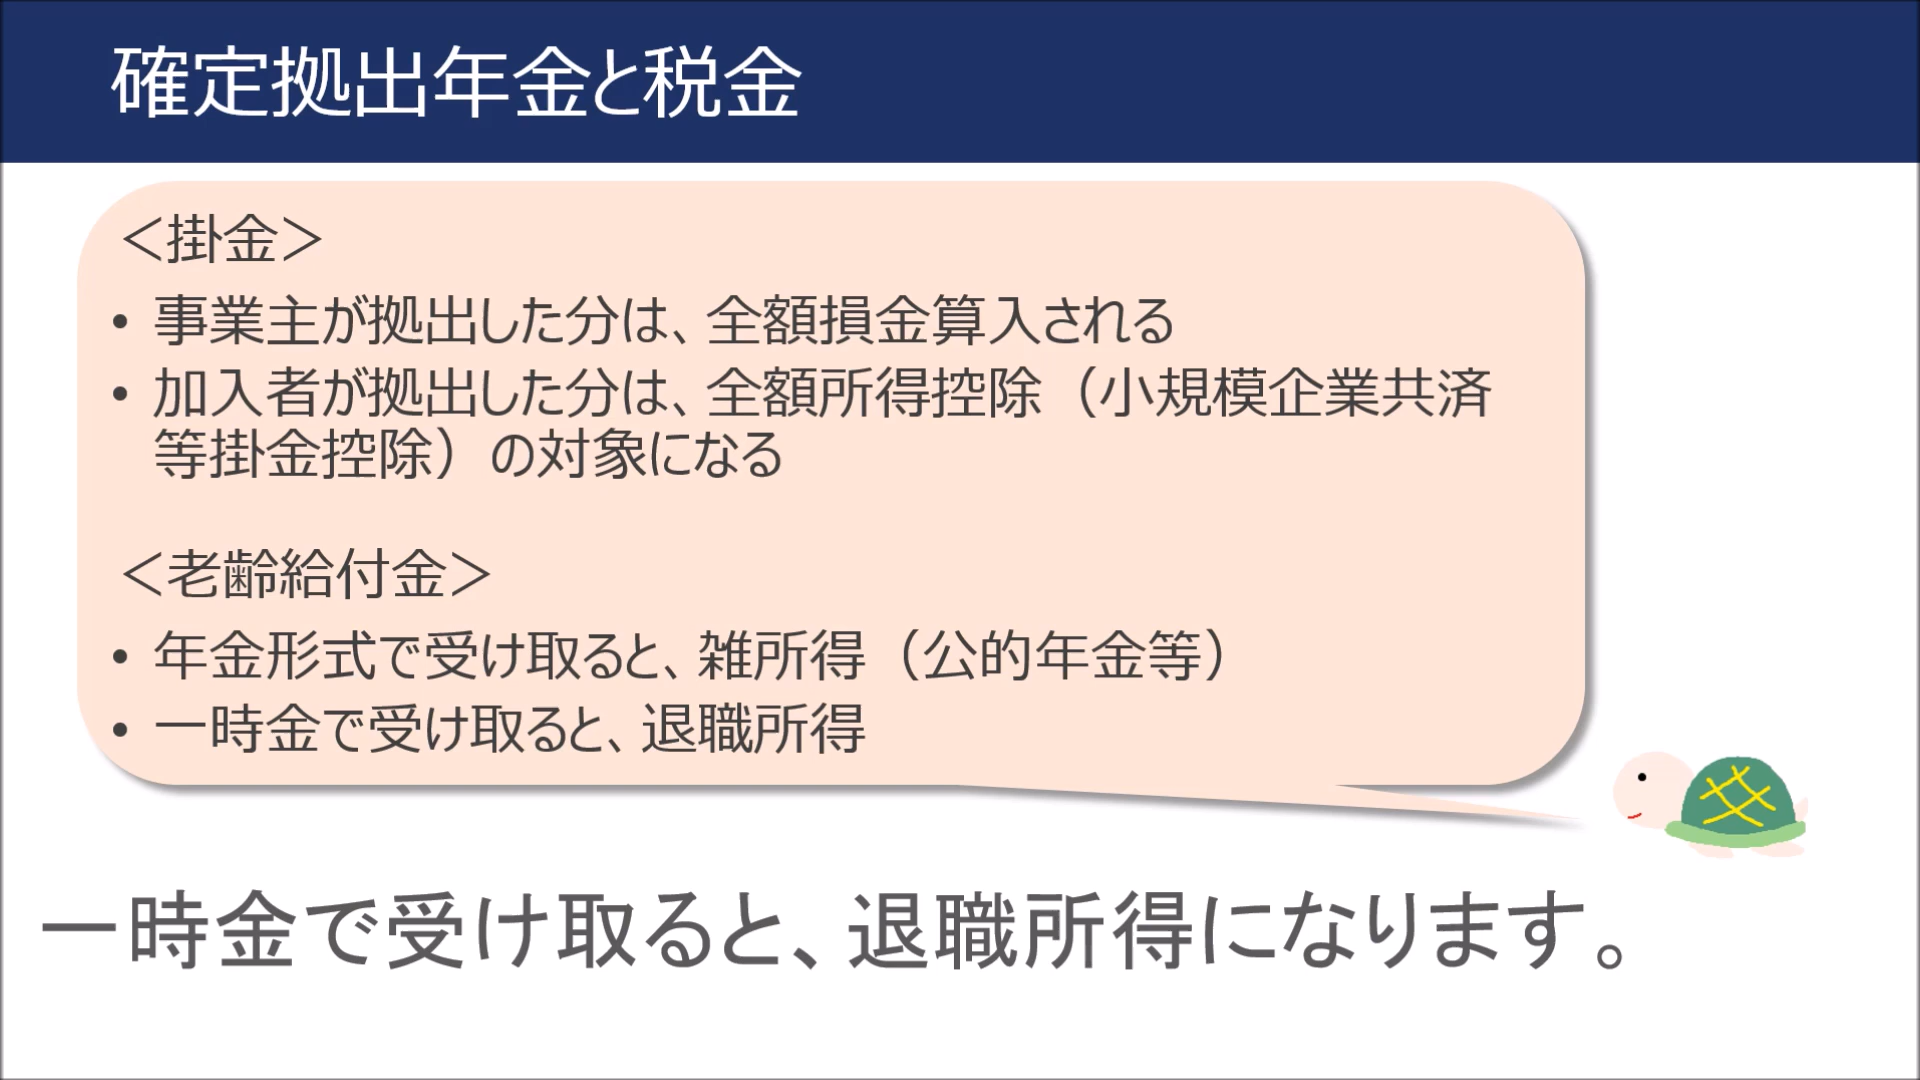 確定拠出年金と税金
＜掛金＞
• 事業主が拠出した分は、全額損金算入される
• 加入者が拠出した分は、全額所得控除（小規模企業共済
等掛金控除）の対象になる
＜老齢給付金＞
• 年金形式で受け取ると、雑所得（公的年金等）
• 一時金で受け取ると、退職所得
一時金で受け取ると、退職所得になります。